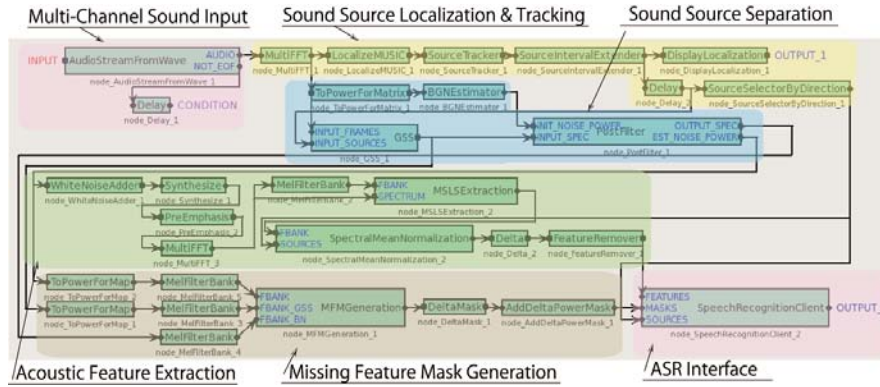 Multi-Channel Sound Input
Sound Source Localization & Tracking
Sound Source Separation
INPUT
AudioStreamFromWave
AUDIO
NOT_EOF
node_AudioStreamFromWave_1
MultiFFT
node_MultiFFT_1
LocalizeMUSIC
node_LocalizeMUSIC_1
SourceTracker
node_SourceTracker_1
SourceIntervalExtender
node_SourceIntervalExtender_1
DisplayLocalization
OUTPUT_1
node_DisplayLocalization_1
Delay
CONDITION
node_Delay_1
ToPowerForMatrix
node_ToPowerForMatrix_1
BGNEstimator
node_BGNEstimator_1
Delay
node_Delay_2
SourceSelectorByDirection
node_SourceSelectorByDirection_1
INPUT_FRAMES
INPUT_SOURCES
GSS
node_GSS_1
INIT_NOISE_POWER
INPUT_SPEC
PostFilter
OUTPUT_SPEC
EST_NOISE_POWER
node_PostFilter_1
WhiteNoiseAdder
node_WhiteNoiseAdder_1
Synthesize
node_Synthesize_1
PreEmphasis
node_PreEmphasis_2
MultiFFT
node_MultiFFT_3
MelFilterBank
node_MelFilterBank_2
FBANK
SPECTRUM
MSLSExtraction
node_MSLSExtraction_2
FBANK
SOURCES
SpectralMeanNormalization
node_SpectralMeanNormalization_2
Delta
node_Delta_2
FeatureRemover
node_FeatureRemover_1
ToPowerForMap
node_ToPowerForMap_2
MelFilterBank
node_MelFilterBank_5
ToPowerForMap
node_ToPowerForMap_1
MelFilterBank
node_MelFilterBank_3
MelFilterBank
node_MelFilterBank_4
FBANK
FBANK_GSS
FBANK_BN
MFMGeneration
node_MFMGeneration_1
DeltaMask
node_DeltaMask_1
AddDeltaPowerMask
node_AddDeltaPowerMask_1
FEATURES
MASKS
SOURCES
SpeechRecognitionClient
OUTPUT_
node_SpeechRecognitionClient_2
Acoustic Feature Extraction
Missing Feature Mask Generation
ASR Interface